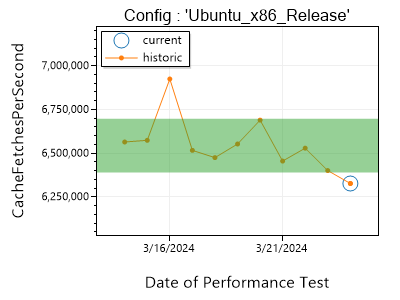 Config : 'Ubuntu_x86_Release'
current
historic
CacheFetchesPerSecond
7,000,000
6,750,000
6,500,000
6,250,000
3/16/2024
3/21/2024
Date of Performance Test